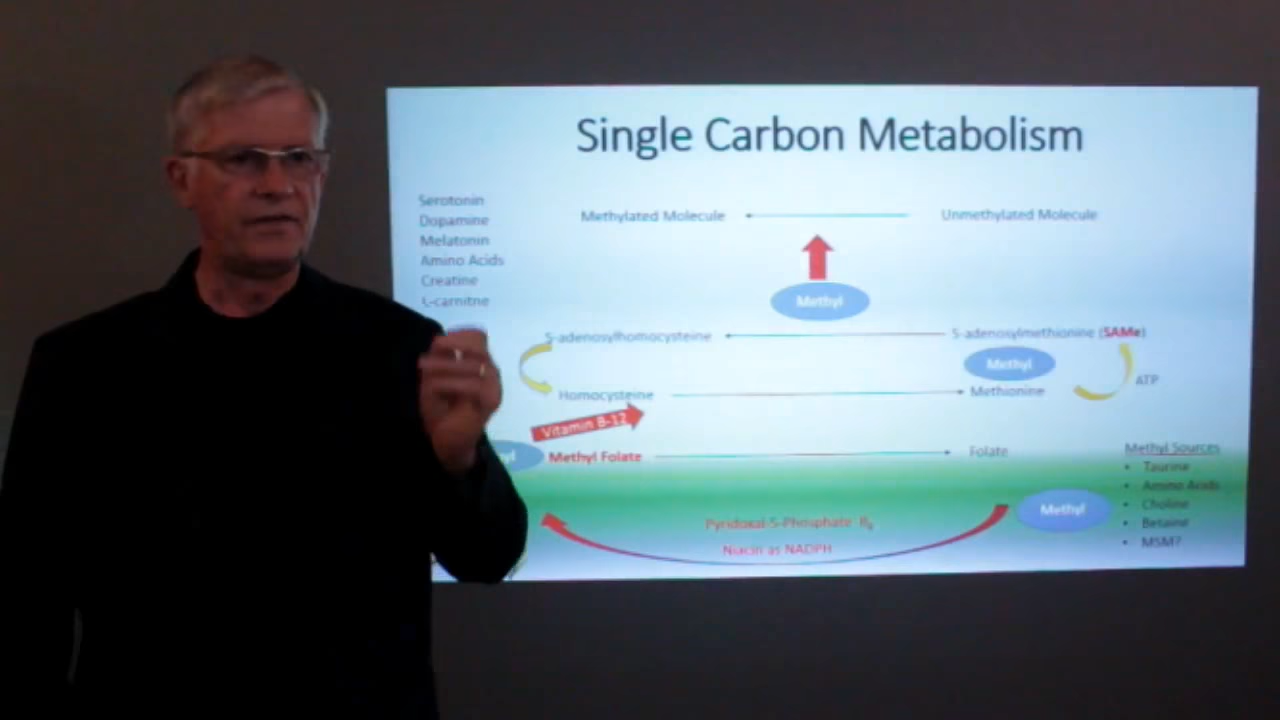 Single Carbon Metabolism
Serotonin
Dopamine
Melatonin
Amino Acids
Creatine
L-carnitne
Methylated Molecule
Unmethylated Molecule
Methyl
S-adenosylhomocysteine
S-adenosylmethionine (SAMe)
Methyl
ATP
Homocysteine
Methionine
Vitamin B-12
Methyl Folate
Folate
Methyl
Pyridoxal-5-Phosphate B6
Niacin as NADPH
Methyl Sources
• Taurine
• Amino Acids
• Choline
• Betaine
• MSM?